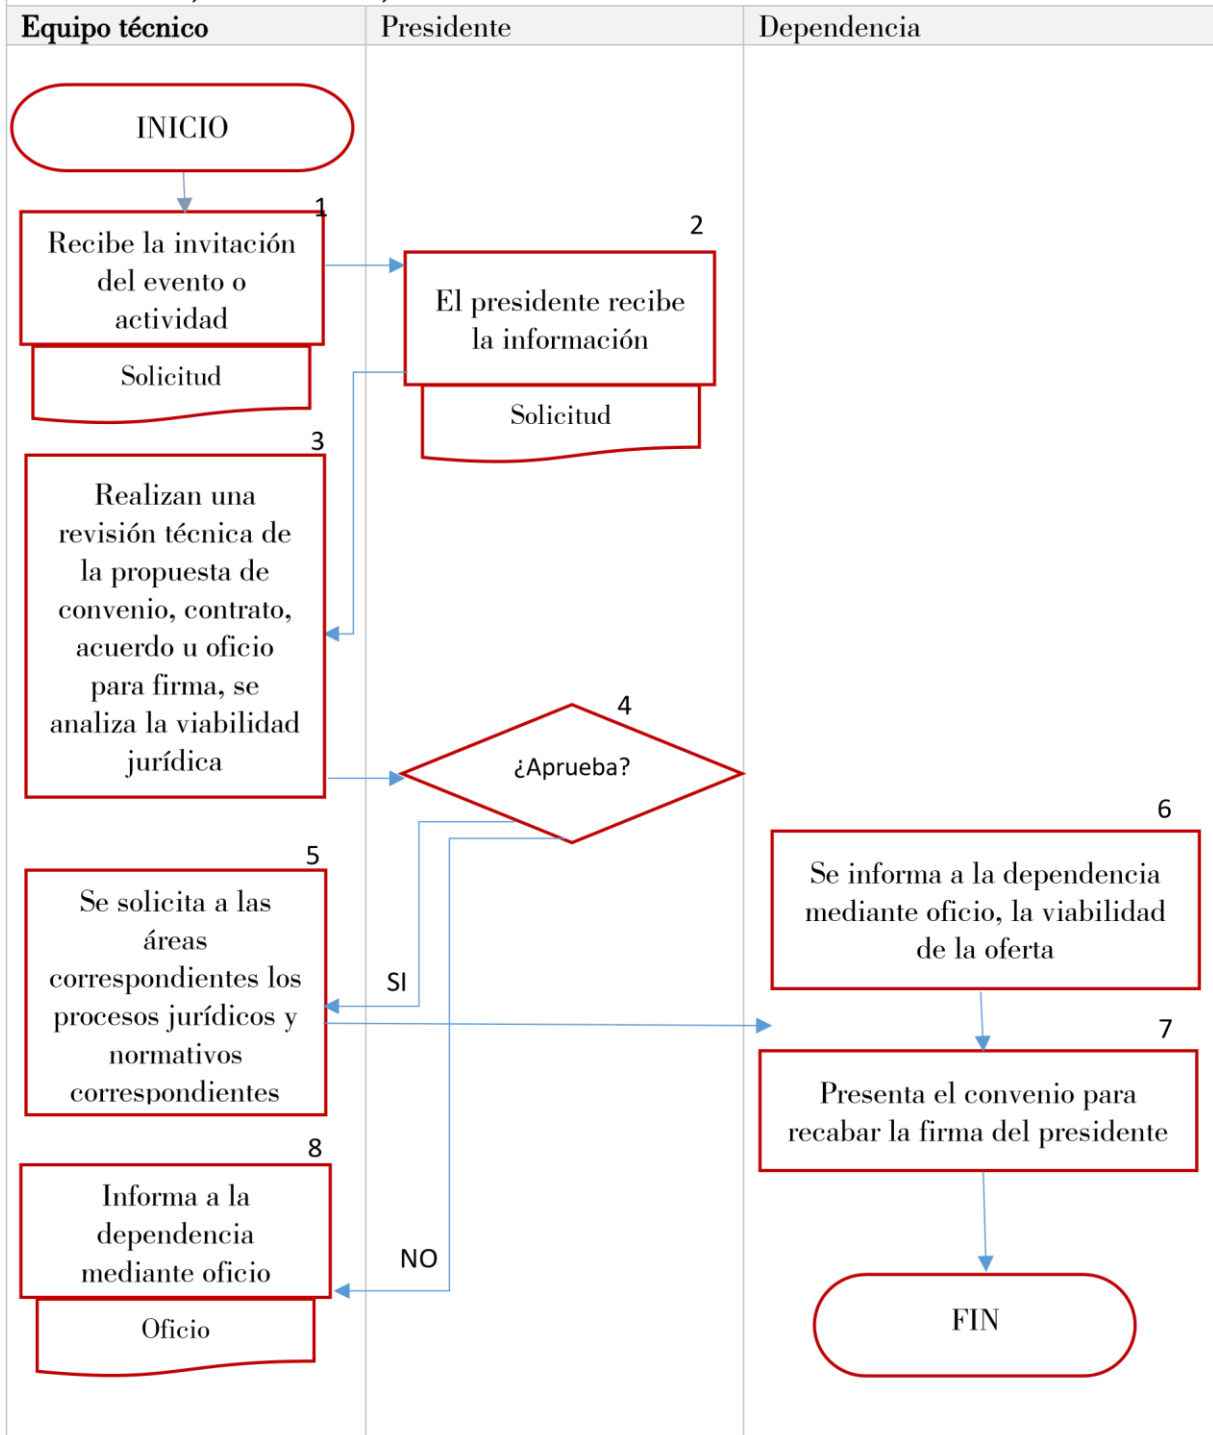 Equipo técnico
Presidente
Dependencia
INICIO
1
Recibe la invitación
del evento o
actividad
Solicitud
2
El presidente recibe
la información
Solicitud
3
Realizan una
revisión técnica de
la propuesta de
convenio, contrato,
acuerdo u oficio
para firma, se
analiza la viabilidad
jurídica
4
¿Aprueba?
5
Se solicita a las
áreas
correspondientes los
procesos jurídicos y
normativos
correspondientes
SI
6
Se informa a la dependencia
mediante oficio, la viabilidad
de la oferta
7
Presenta el convenio para
recabar la firma del presidente
8
Informa a la
dependencia
mediante oficio
Oficio
NO
FIN